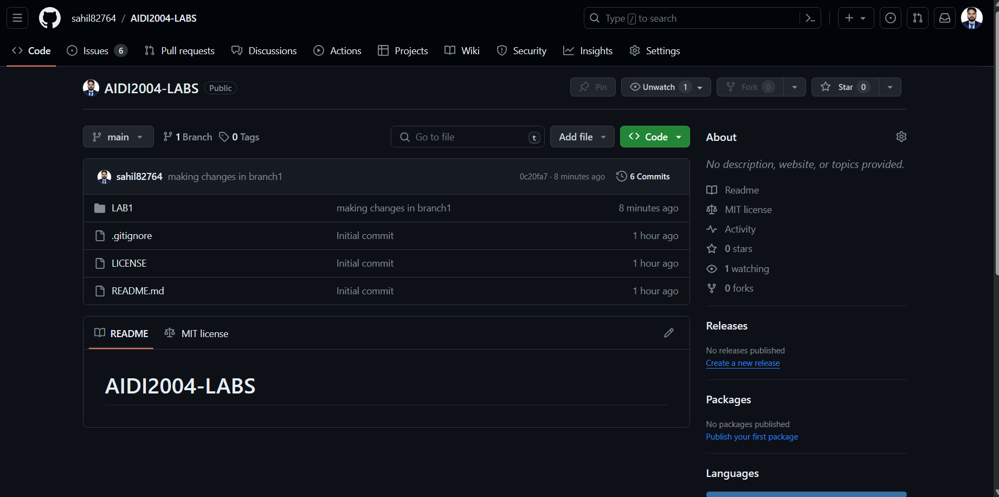 sahil82764 / AIDI2004-LABS
Type / to search
Code Issues 6 Pull requests Discussions Actions Projects Wiki Security Insights Settings
AIDI2004-LABS Public
Pin Unwatch 1 Fork 0 Star 0
main 1 Branch 0 Tags
Go to file t Add file Code
sahil82764 making changes in branch1 0c20fa7 · 8 minutes ago 6 Commits
LAB1 making changes in branch1 8 minutes ago
.gitignore Initial commit 1 hour ago
LICENSE Initial commit 1 hour ago
README.md Initial commit 1 hour ago
README MIT license
AIDI2004-LABS
About
No description, website, or topics provided.
Readme
MIT license
Activity
0 stars
1 watching
0 forks
Releases
No releases published
Create a new release
Packages
No packages published
Publish your first package
Languages